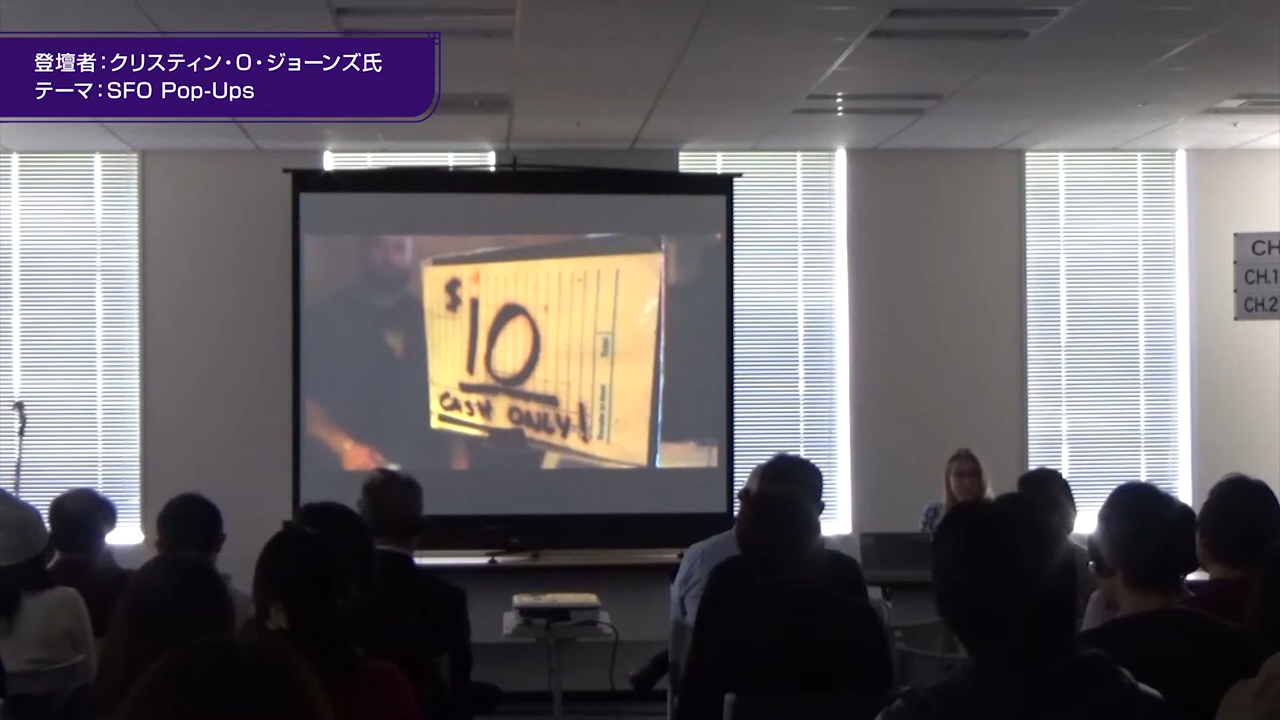 登壇者：クリスティン・O・ジョーンズ氏
テーマ：SFO Pop-Ups
$10
CASH ONLY!
CH
CH.1
CH.2